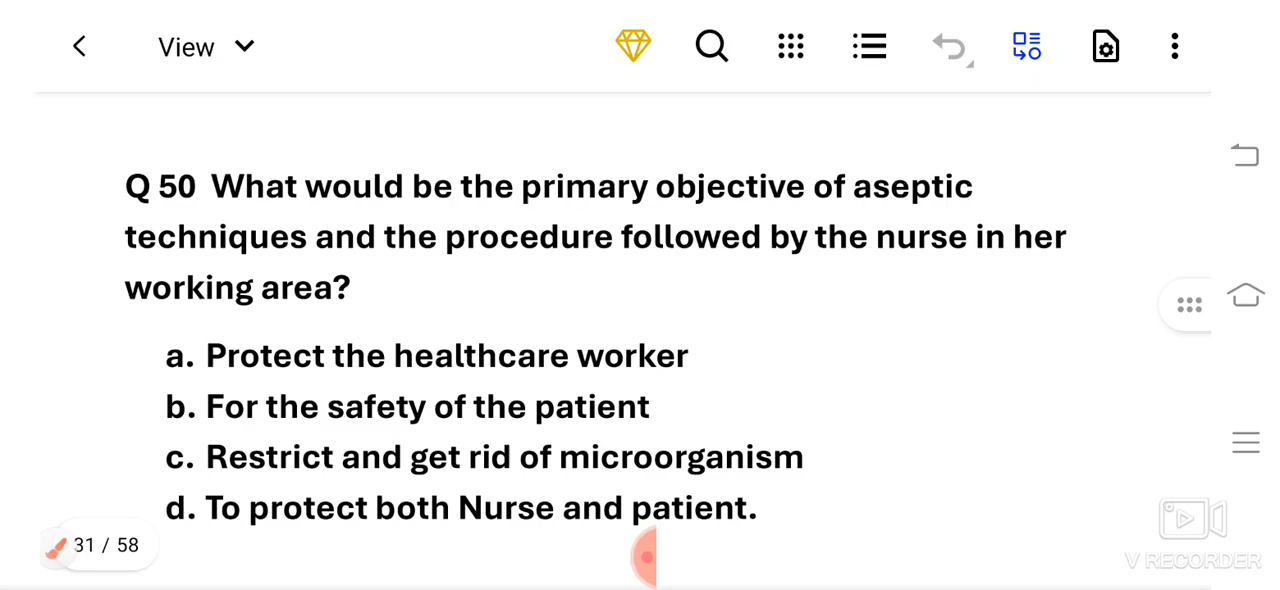 View
Q 50 What would be the primary objective of aseptic
techniques and the procedure followed by the nurse in her
working area?
a. Protect the healthcare worker
b. For the safety of the patient
c. Restrict and get rid of microorganism
d. To protect both Nurse and patient.
31 / 58
V RECORDER